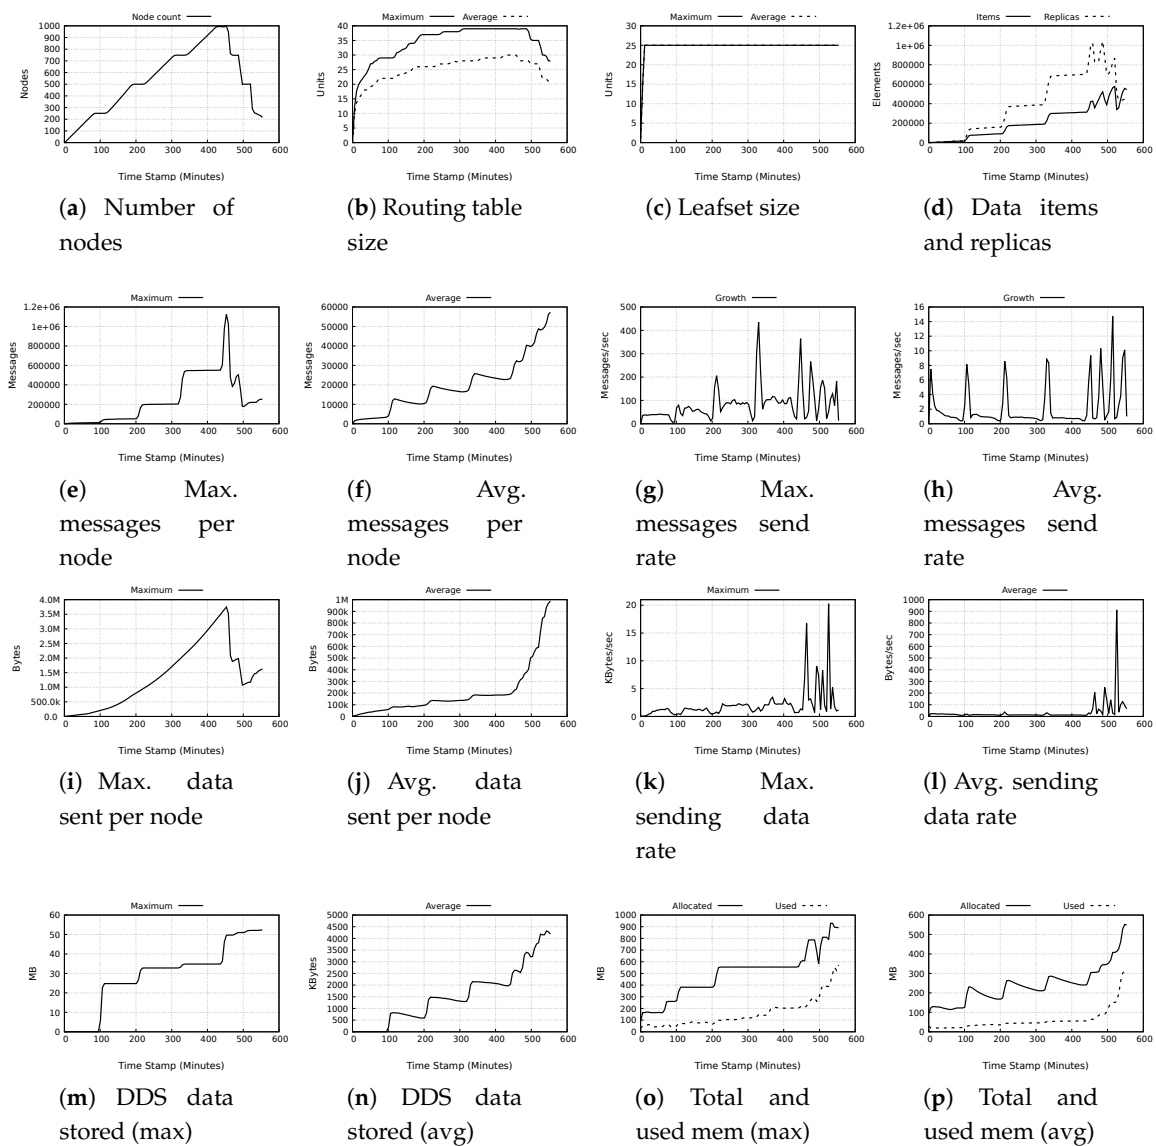 Node count
1000
900
800
700
600
500
400
300
200
100
0
Nodes
0 100 200 300 400 500 600
Time Stamp (Minutes)
(a) Number of
nodes
Maximum Average
40
35
30
25
20
15
10
5
0
Units
0 100 200 300 400 500 600
Time Stamp (Minutes)
(b) Routing table
size
Maximum Average
30
25
20
15
10
5
0
Units
0 100 200 300 400 500 600
Time Stamp (Minutes)
(c) Leafset size
Items Replicas
1.2e+06
1e+06
800000
600000
400000
200000
0
Elements
0 100 200 300 400 500 600
Time Stamp (Minutes)
(d) Data items
and replicas
Maximum
1.2e+06
1e+06
800000
600000
400000
200000
0
Messages
0 100 200 300 400 500 600
Time Stamp (Minutes)
(e) Max.
messages per
node
Average
60000
50000
40000
30000
20000
10000
0
Messages
0 100 200 300 400 500 600
Time Stamp (Minutes)
(f) Avg.
messages per
node
Growth
500
400
300
200
100
0
Messages/sec
0 100 200 300 400 500 600
Time Stamp (Minutes)
(g) Max.
messages send
rate
Growth
16
14
12
10
8
6
4
2
0
Messages/sec
0 100 200 300 400 500 600
Time Stamp (Minutes)
(h) Avg.
messages send
rate
Maximum
4.0M
3.5M
3.0M
2.5M
2.0M
1.5M
1.0M
500.0k
0.0
Bytes
0 100 200 300 400 500 600
Time Stamp (Minutes)
(i) Max. data
sent per node
Average
1M
900k
800k
700k
600k
500k
400k
300k
200k
100k
0
Bytes
0 100 200 300 400 500 600
Time Stamp (Minutes)
(j) Avg. data
sent per node
Maximum
20
15
10
5
0
KBytes/sec
0 100 200 300 400 500 600
Time Stamp (Minutes)
(k) Max.
sending data
rate
Average
1000
900
800
700
600
500
400
300
200
100
0
Bytes/sec
0 100 200 300 400 500 600
Time Stamp (Minutes)
(l) Avg. sending
data rate
Maximum
60
50
40
30
20
10
0
MB
0 100 200 300 400 500 600
Time Stamp (Minutes)
(m) DDS data
stored (max)
Average
5000
4500
4000
3500
3000
2500
2000
1500
1000
500
0
KBytes
0 100 200 300 400 500 600
Time Stamp (Minutes)
(n) DDS data
stored (avg)
Allocated Used
1000
900
800
700
600
500
400
300
200
100
0
MB
0 100 200 300 400 500 600
Time Stamp (Minutes)
(o) Total and
used mem (max)
Allocated Used
600
500
400
300
200
100
0
MB
0 100 200 300 400 500 600
Time Stamp (Minutes)
(p) Total and
used mem (avg)